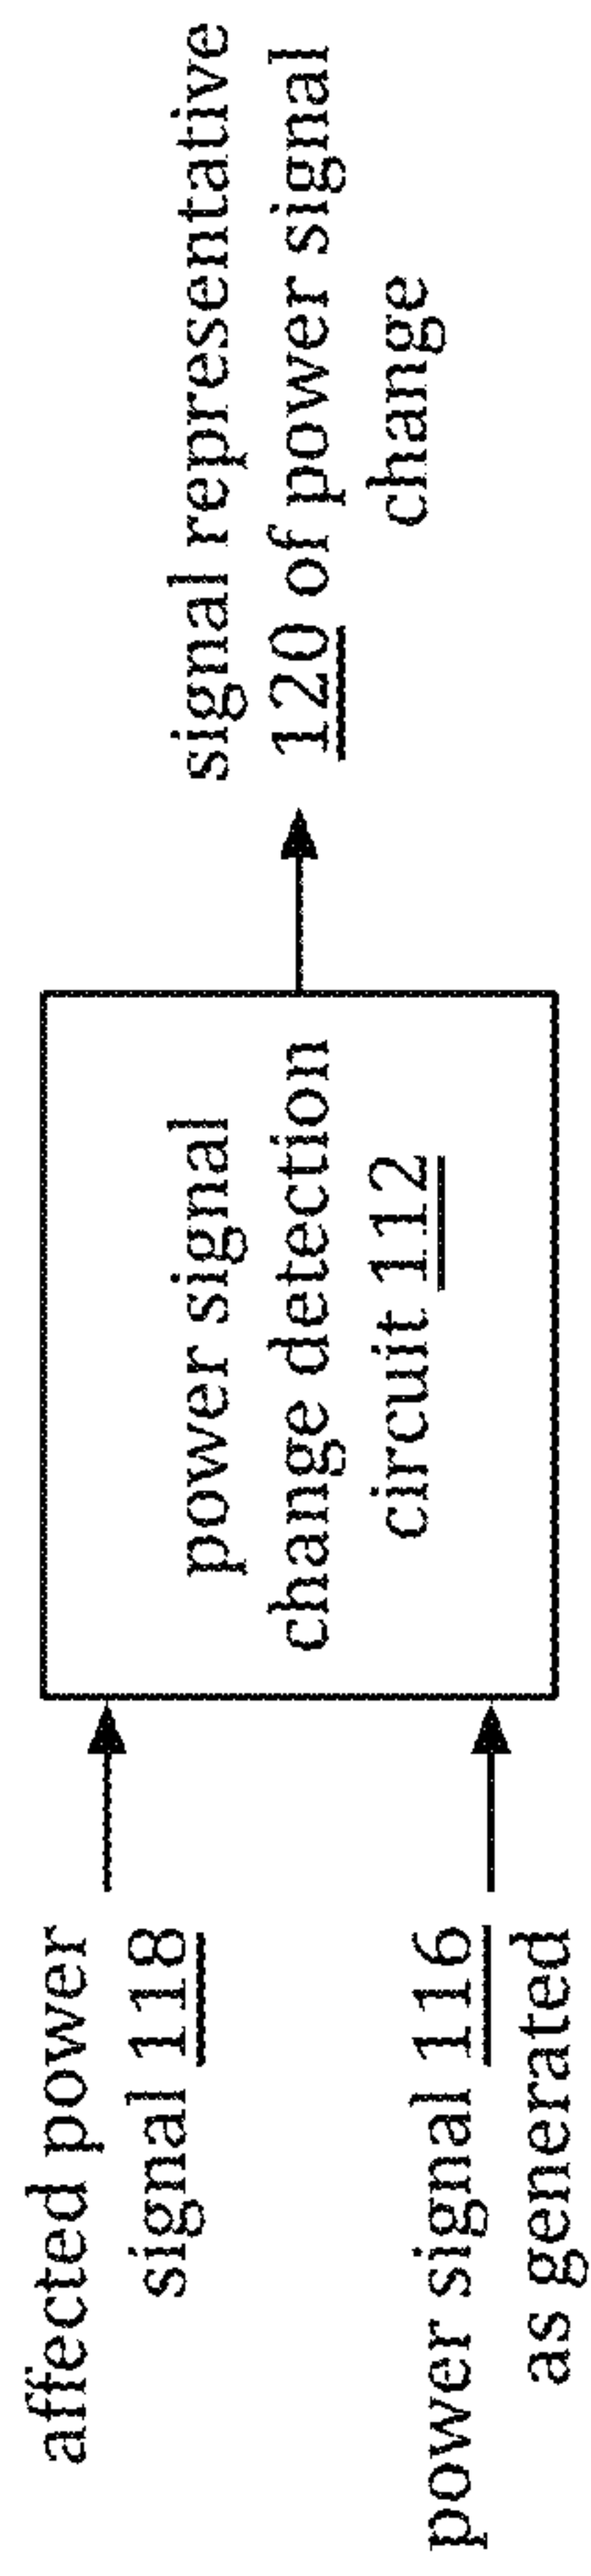 affected power
signal 118
power signal 116
as generated
power signal
change detection
circuit 112
signal representative
120 of power signal
change